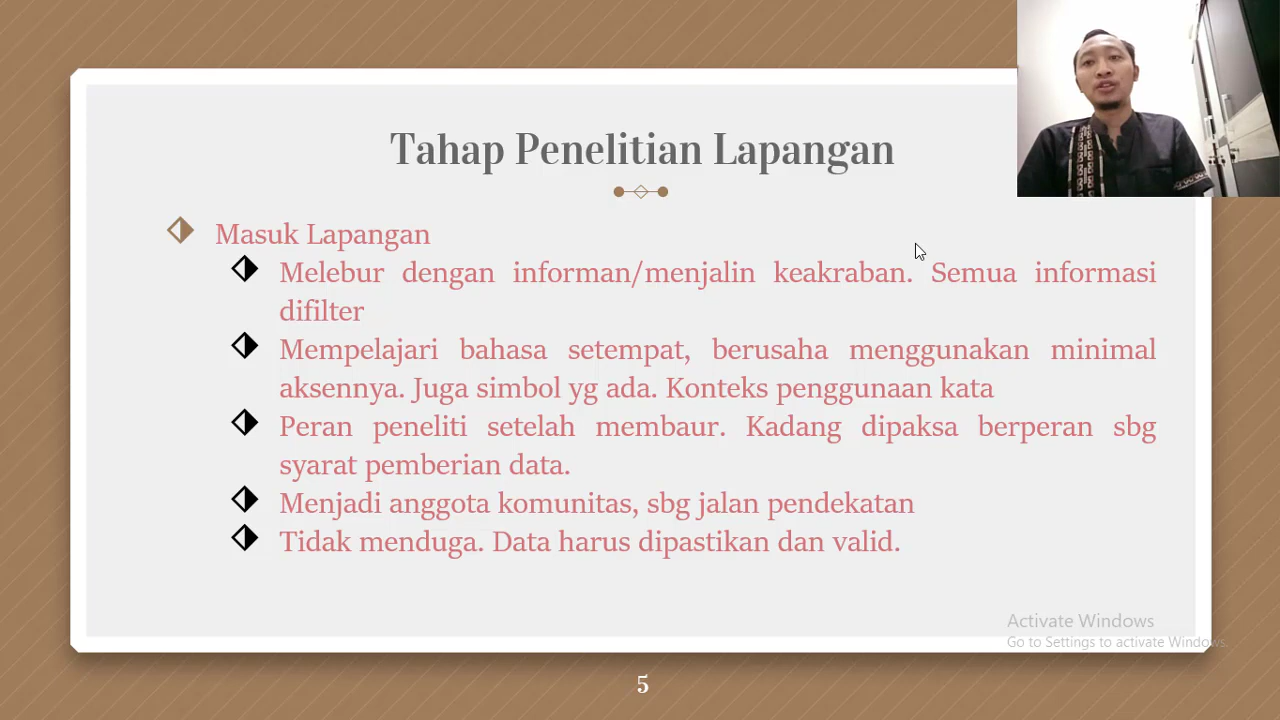 Tahap Penelitian Lapangan
Masuk Lapangan
Melebur dengan informan/menjalin keakraban. Semua informasi
difilter
Mempelajari bahasa setempat, berusaha menggunakan minimal
aksennya. Juga simbol yg ada. Konteks penggunaan kata
Peran peneliti setelah membaur. Kadang dipaksa berperan sbg
syarat pemberian data.
Menjadi anggota komunitas, sbg jalan pendekatan
Tidak menduga. Data harus dipastikan dan valid.
Activate Windows
Go to Settings to activate Windows.
5